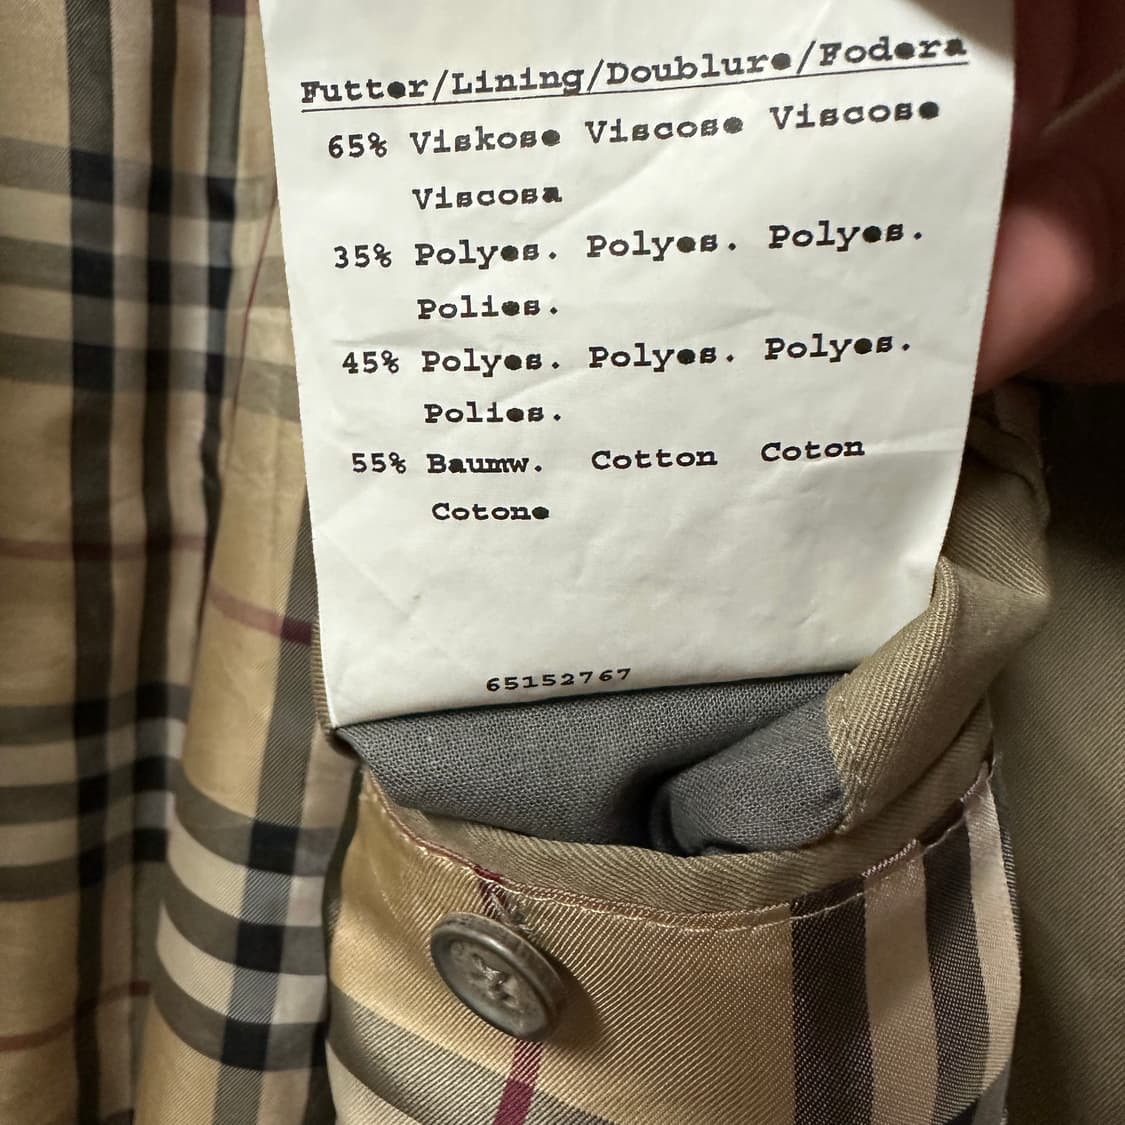 Futter/Lining/Doublure/Fodera
65% Viskose Viscose Viscose
Viscosa
35% Polyes. Polyes. Polyes.
Polies.
45% Polyes. Polyes. Polyes.
Polies.
55% Baumw. Cotton Coton
Cotone
65152767